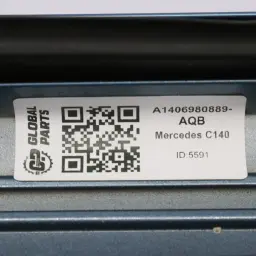 GLOBAL
PARTS
A1406980889-
AQB
Mercedes C140
ID:5591